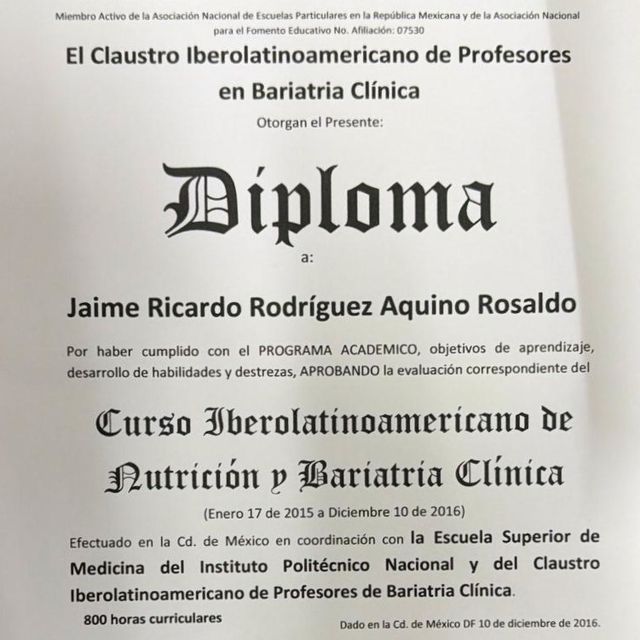 Miembro Activo de la Asociación Nacional de Escuelas Particulares en la República Mexicana y de la Asociación Nacional
para el Fomento Educativo No. Afiliación: 07530
El Claustro Iberolatinoamericano de Profesores
en Bariatria Clínica
Otorgan el Presente:
Diploma
a:
Jaime Ricardo Rodríguez Aquino Rosaldo
Por haber cumplido con el PROGRAMA ACADEMICO, objetivos de aprendizaje,
desarrollo de habilidades y destrezas, APROBANDO la evaluación correspondiente del
Curso Iberolatinoamericano de
Nutrición y Bariatria Clínica
(Enero 17 de 2015 a Diciembre 10 de 2016)
Efectuado en la Cd. de México en coordinación con la Escuela Superior de
Medicina del Instituto Politécnico Nacional y del Claustro
Iberolatinoamericano de Profesores de Bariatria Clínica.
800 horas curriculares
Dado en la Cd. de México DF 10 de diciembre de 2016.